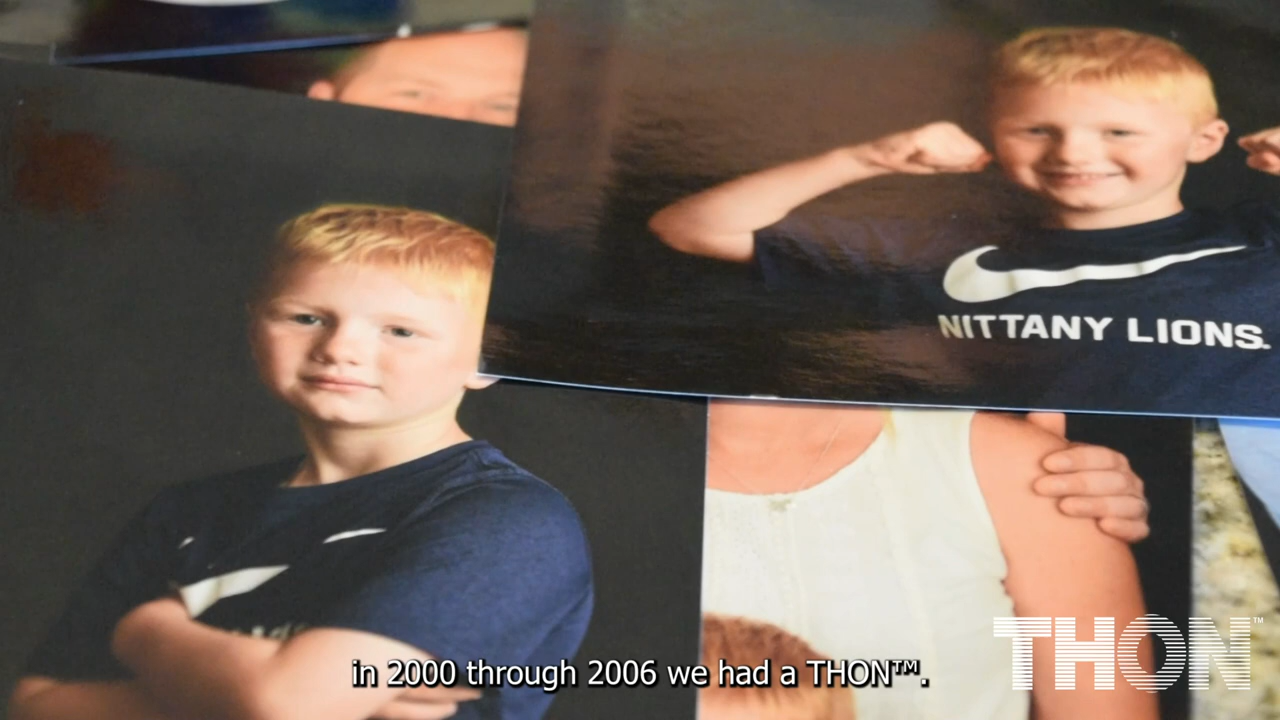 NITTANY LIONS.
in 2000 through 2006 we had a THON™.
THON™